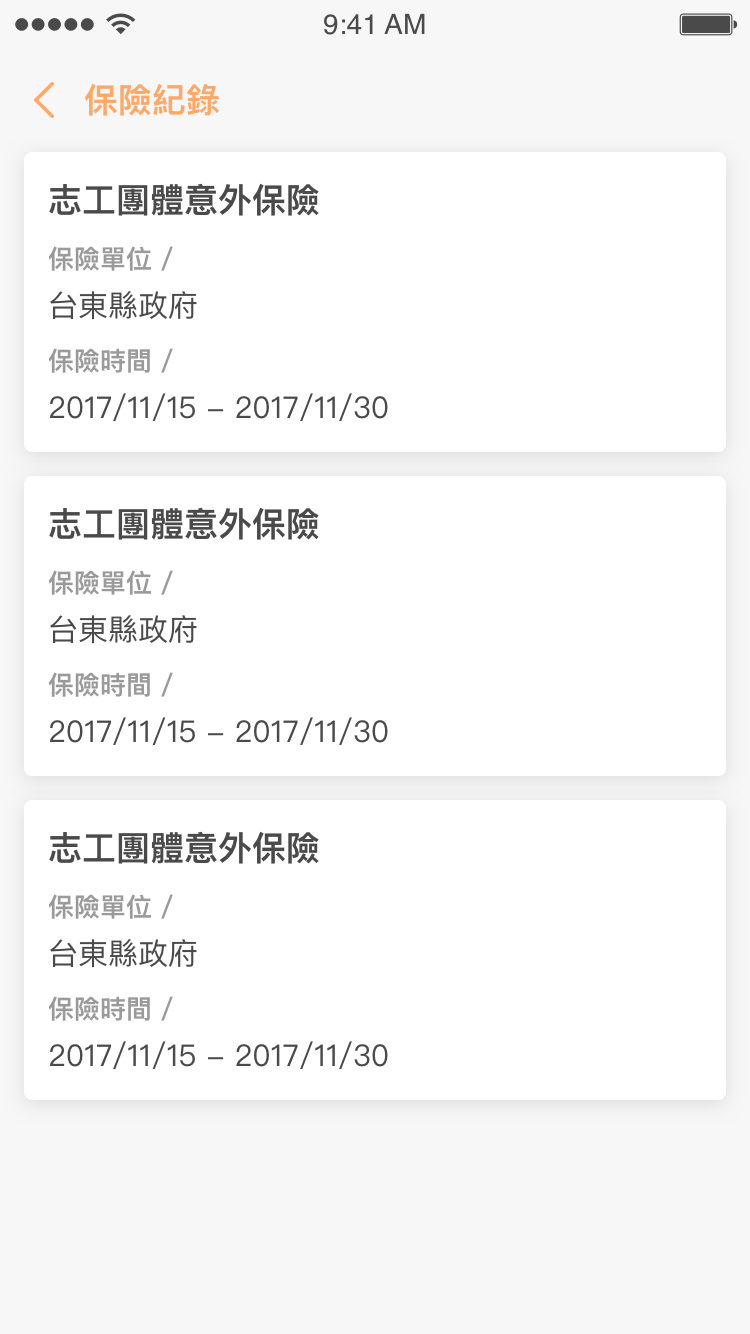 9:41 AM
保險紀錄
志工團體意外保險
保險單位 /
台東縣政府
保險時間 /
2017/11/15 – 2017/11/30
志工團體意外保險
保險單位 /
台東縣政府
保險時間 /
2017/11/15 – 2017/11/30
志工團體意外保險
保險單位 /
台東縣政府
保險時間 /
2017/11/15 – 2017/11/30